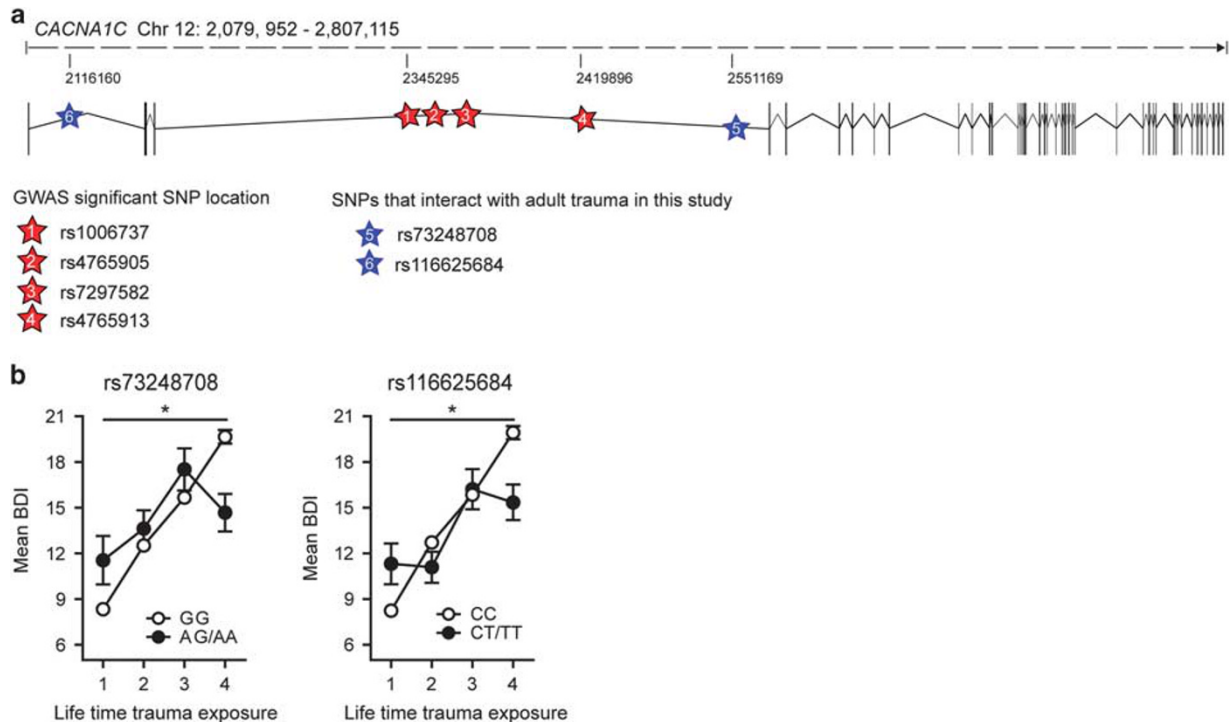 a
CACNA1C Chr 12: 2,079, 952 - 2,807,115
2116160 2345295 2419896 2551169
6 1 2 3 4 5
GWAS significant SNP location
1 rs1006737
2 rs4765905
3 rs7297582
4 rs4765913
SNPs that interact with adult trauma in this study
5 rs73248708
6 rs116625684
b
rs73248708
*
21
18
15
12
9
6
Mean BDI
GG
AG/AA
1 2 3 4
Life time trauma exposure
rs116625684
*
21
18
15
12
9
6
Mean BDI
CC
CT/TT
1 2 3 4
Life time trauma exposure